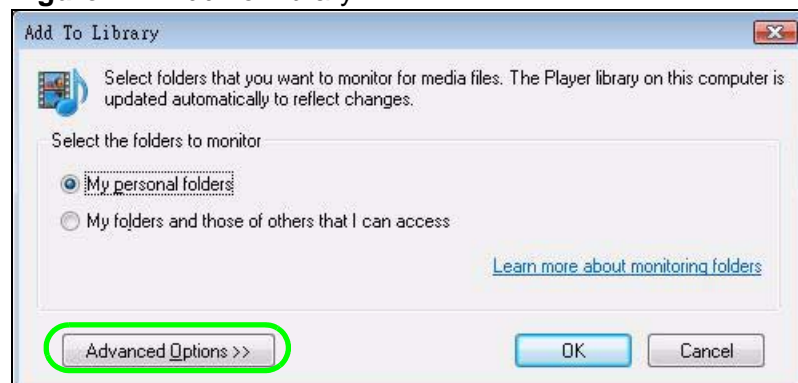 Add To Library
Select folders that you want to monitor for media files. The Player library on this computer is
updated automatically to reflect changes.
Select the folders to monitor
My personal folders
My folders and those of others that I can access
Learn more about monitoring folders
Advanced Options >>
OK
Cancel